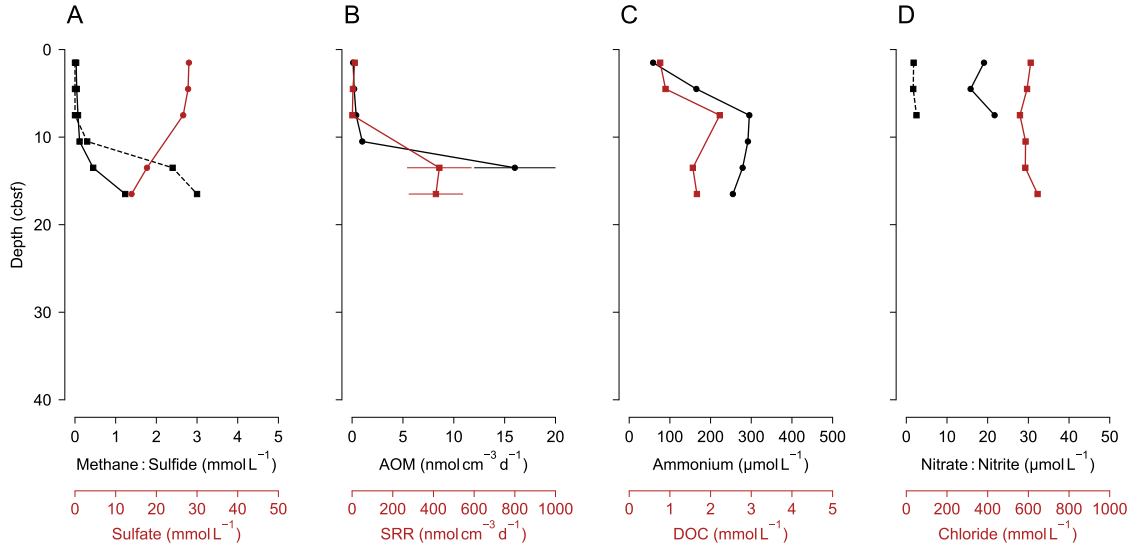 A
B
C
D
Depth (cbsf)
0
10
20
30
40
0 1 2 3 4 5
0 5 10 15 20
0 100 200 300 400 500
0 10 20 30 40 50
Methane : Sulfide (mmol L⁻¹)
AOM (nmol cm⁻³ d⁻¹)
Ammonium (μmol L⁻¹)
Nitrate : Nitrite (μmol L⁻¹)
0 10 20 30 40 50
0 200 400 600 800 1000
0 1 2 3 4 5
0 200 400 600 800 1000
Sulfate (mmol L⁻¹)
SRR (nmol cm⁻³ d⁻¹)
DOC (mmol L⁻¹)
Chloride (mmol L⁻¹)